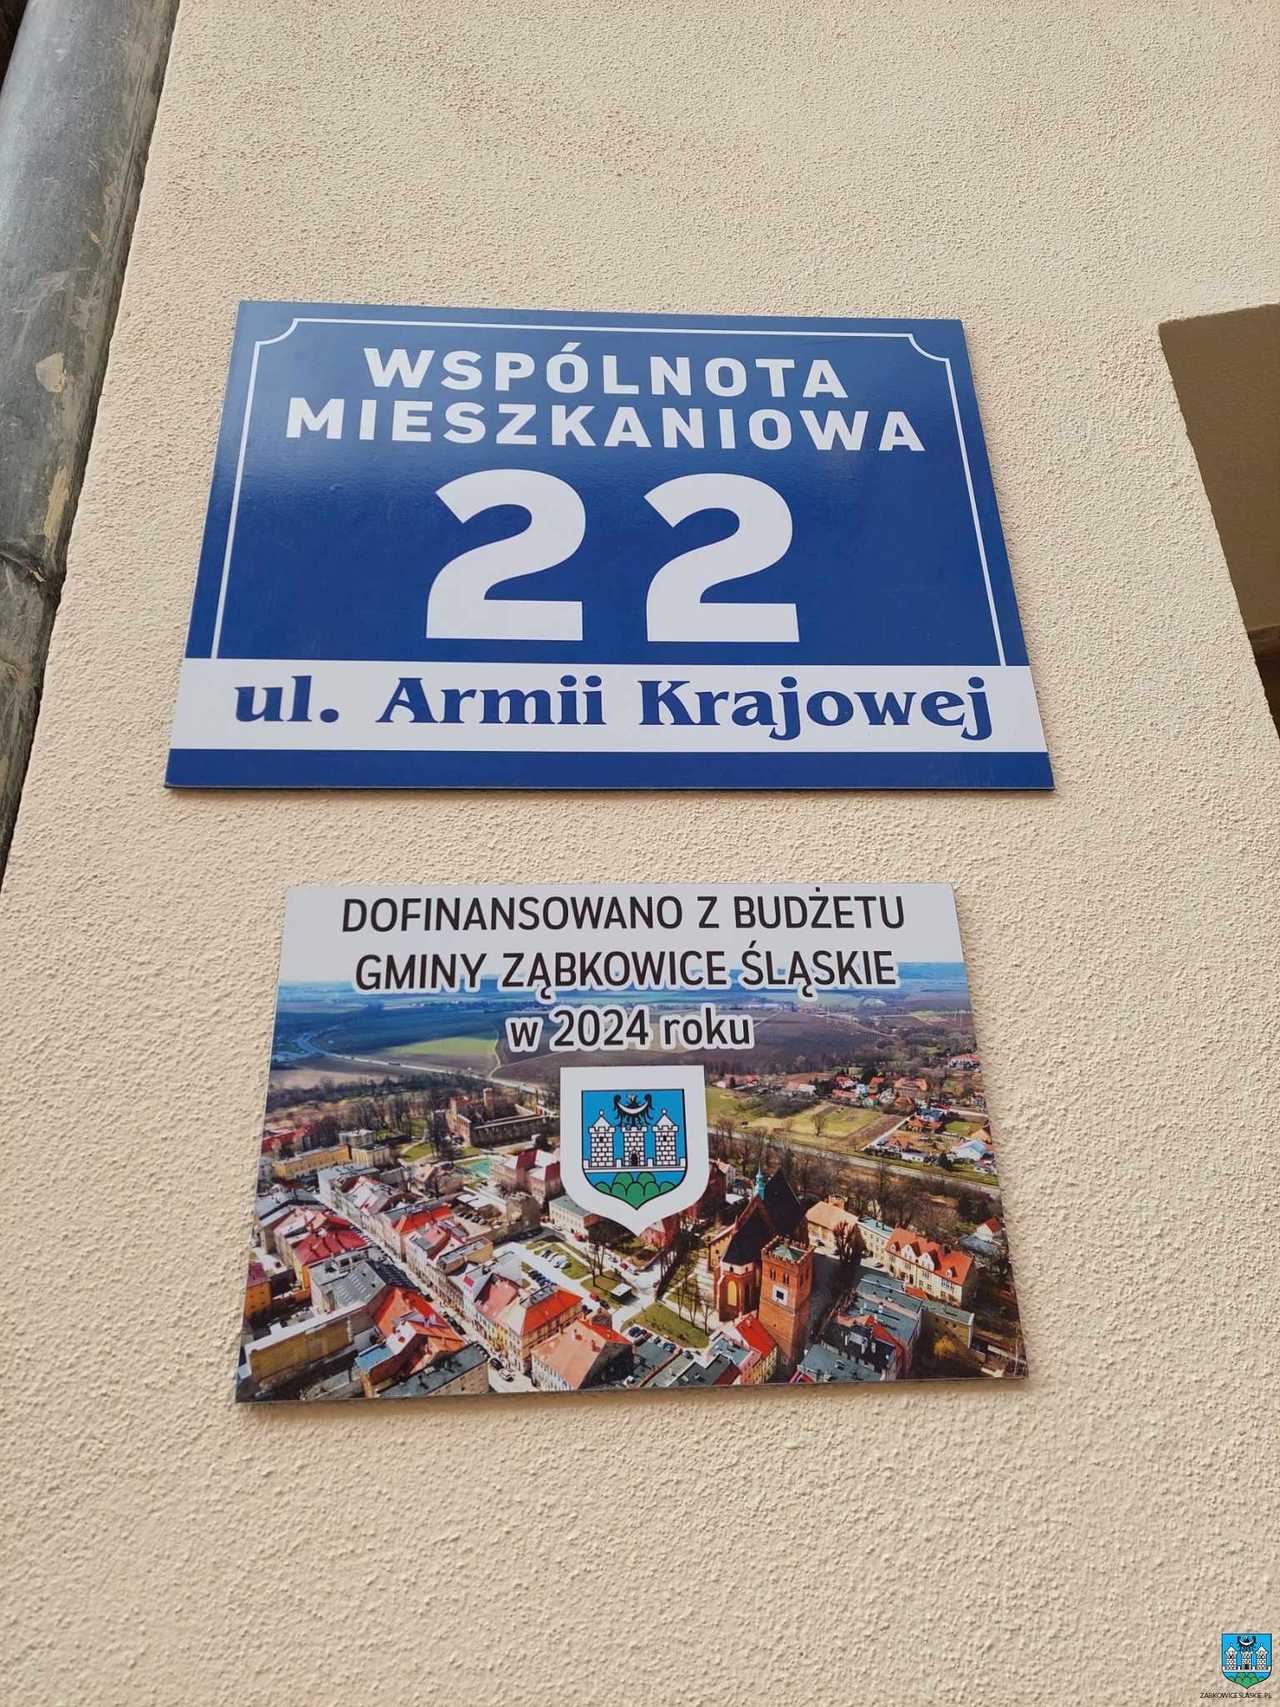 WSPÓLNOTA
MIESZKANIOWA
22
ul. Armii Krajowej
DOFINANSOWANO Z BUDŻETU
GMINY ZĄBKOWICE ŚLĄSKIE
w 2024 roku
ZABKOWICESLASKIE.PL